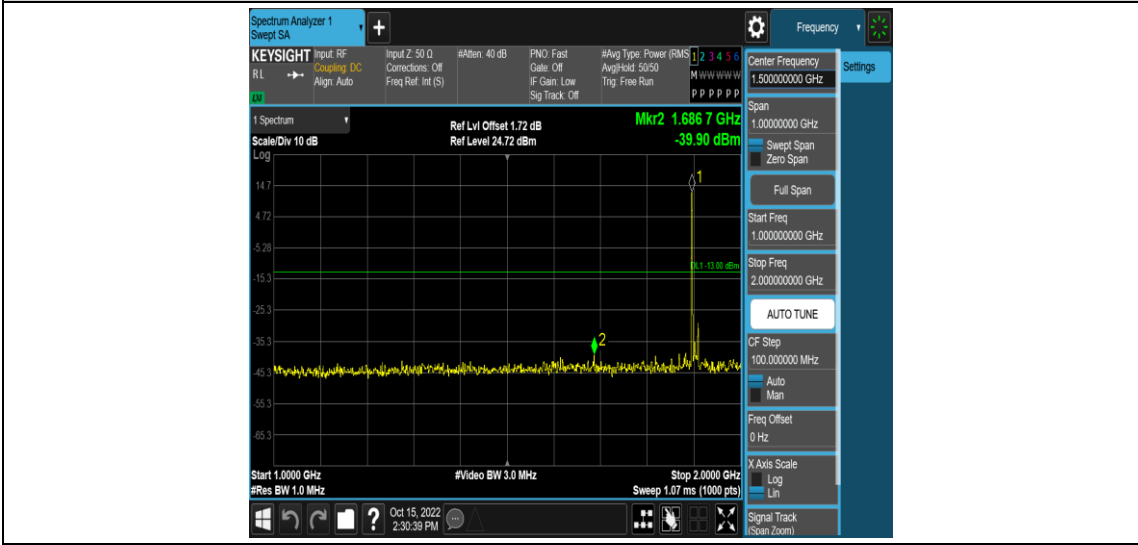 Spectrum Analyzer 1
Swept SA
+
Frequency
KEYSIGHT
RL
LXI
Input: RF
Coupling: DC
Align: Auto
Input Z: 50 Ω
Corrections: Off
Freq Ref: Int (S)
#Atten: 40 dB
PNO: Fast
Gate: Off
IF Gain: Low
Sig Track: Off
#Avg Type: Power (RMS
Avg|Hold: 50/50
Trig: Free Run
1 2 3 4 5 6
M W W W W W
P P P P P P
1 Spectrum
Scale/Div 10 dB
Log
Ref Lvl Offset 1.72 dB
Ref Level 24.72 dBm
Mkr2 1.686 7 GHz
-39.90 dBm
1
14.7
4.72
-5.28
DL1 -13.00 dBm
-15.3
-25.3
-35.3
2
-45.3
-55.3
-65.3
Start 1.0000 GHz
#Res BW 1.0 MHz
#Video BW 3.0 MHz
Stop 2.0000 GHz
Sweep 1.07 ms (1000 pts)
?
Oct 15, 2022
2:30:39 PM
Center Frequency
1.500000000 GHz
Settings
Span
1.00000000 GHz
Swept Span
Zero Span
Full Span
Start Freq
1.000000000 GHz
Stop Freq
2.000000000 GHz
AUTO TUNE
CF Step
100.000000 MHz
Auto
Man
Freq Offset
0 Hz
X Axis Scale
Log
Lin
Signal Track
(Span Zoom)